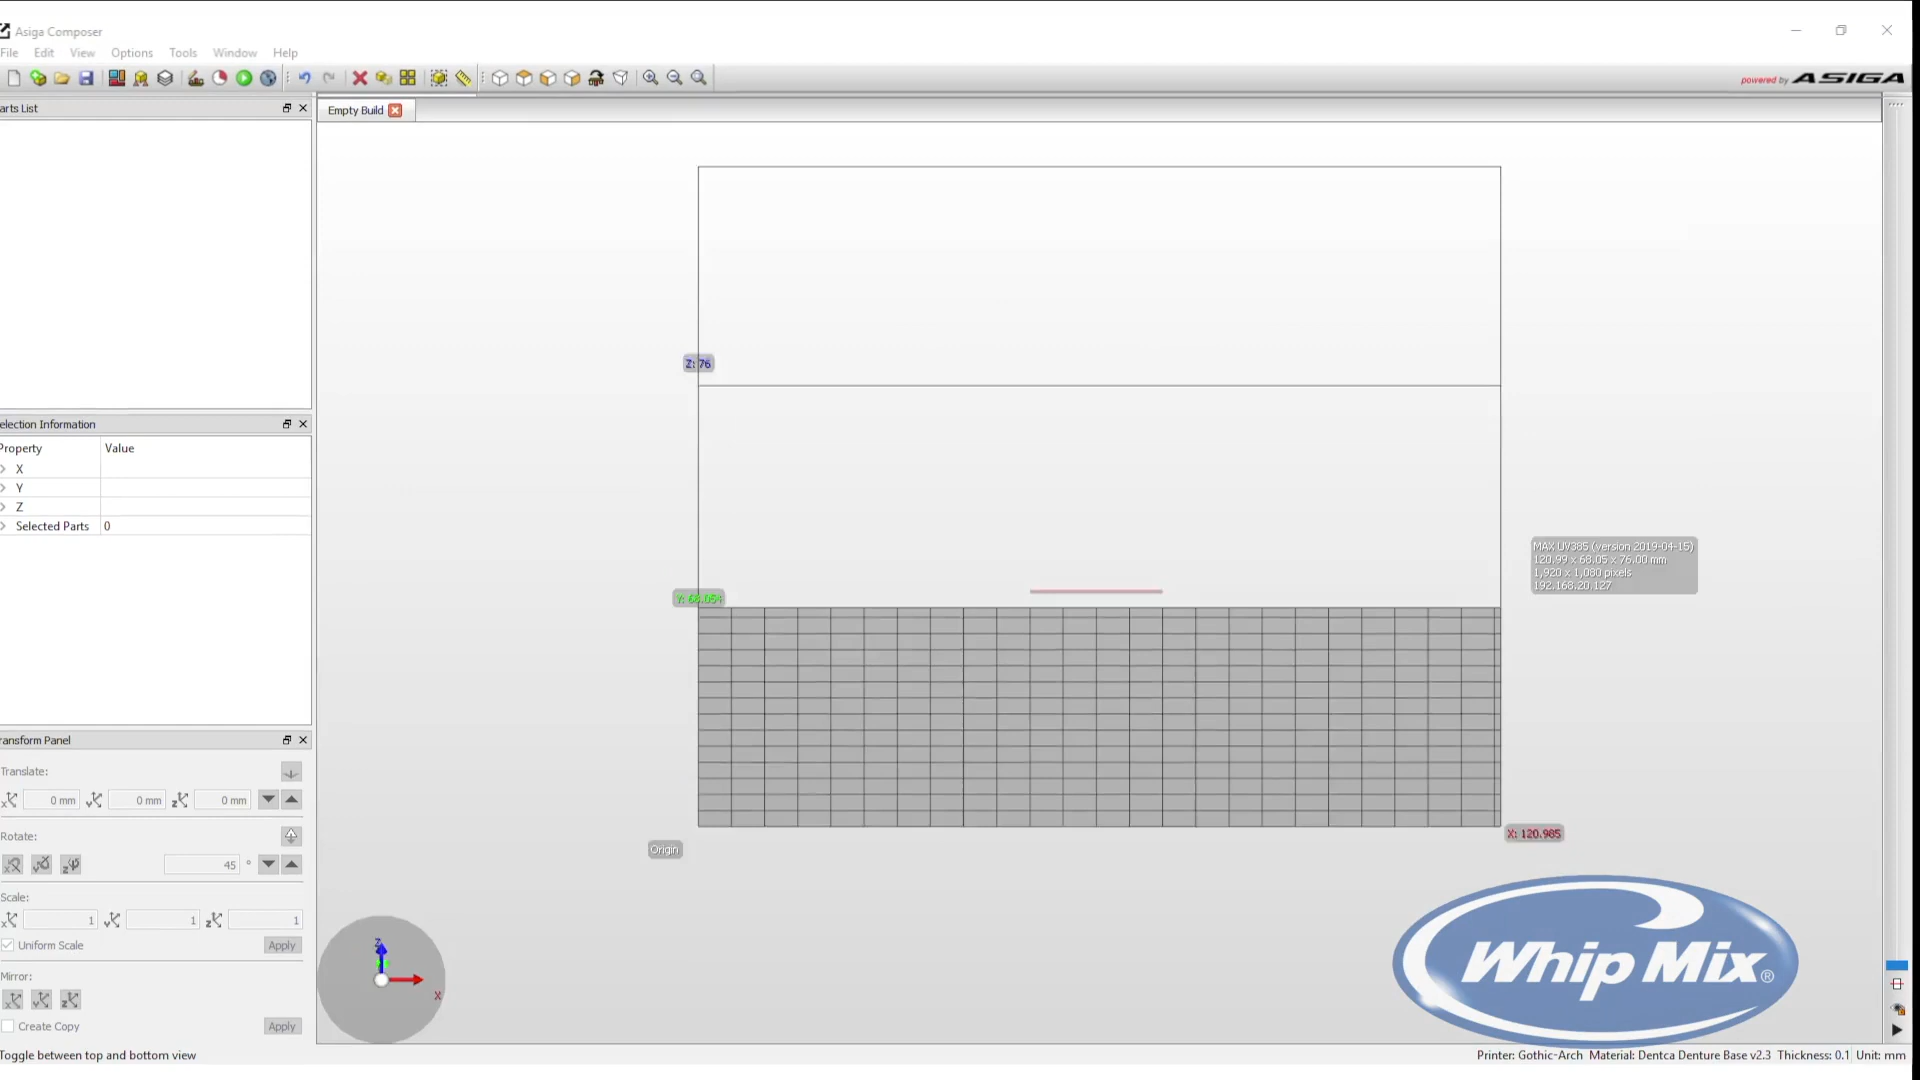 Asiga Composer
File Edit View Options Tools Window Help
powered by ASIGA
arts List
Empty Build
Z: 76
election Information
Property Value
X
Y
Z
Selected Parts 0
MAX UV385 (version 2019-04-15)
120.99 x 68.05 x 76.00 mm
1,920 x 1,080 pixels
192.168.20.127
Y: 68.054
ransform Panel
Translate:
0 mm 0 mm 0 mm
Rotate:
45 °
X: 120.985
Origin
Scale:
1 1 1
Uniform Scale Apply
Mirror:
Create Copy Apply
Z
X
Whip Mix®
Toggle between top and bottom view
Printer: Gothic-Arch Material: Dentca Denture Base v2.3 Thickness: 0.1 Unit: mm